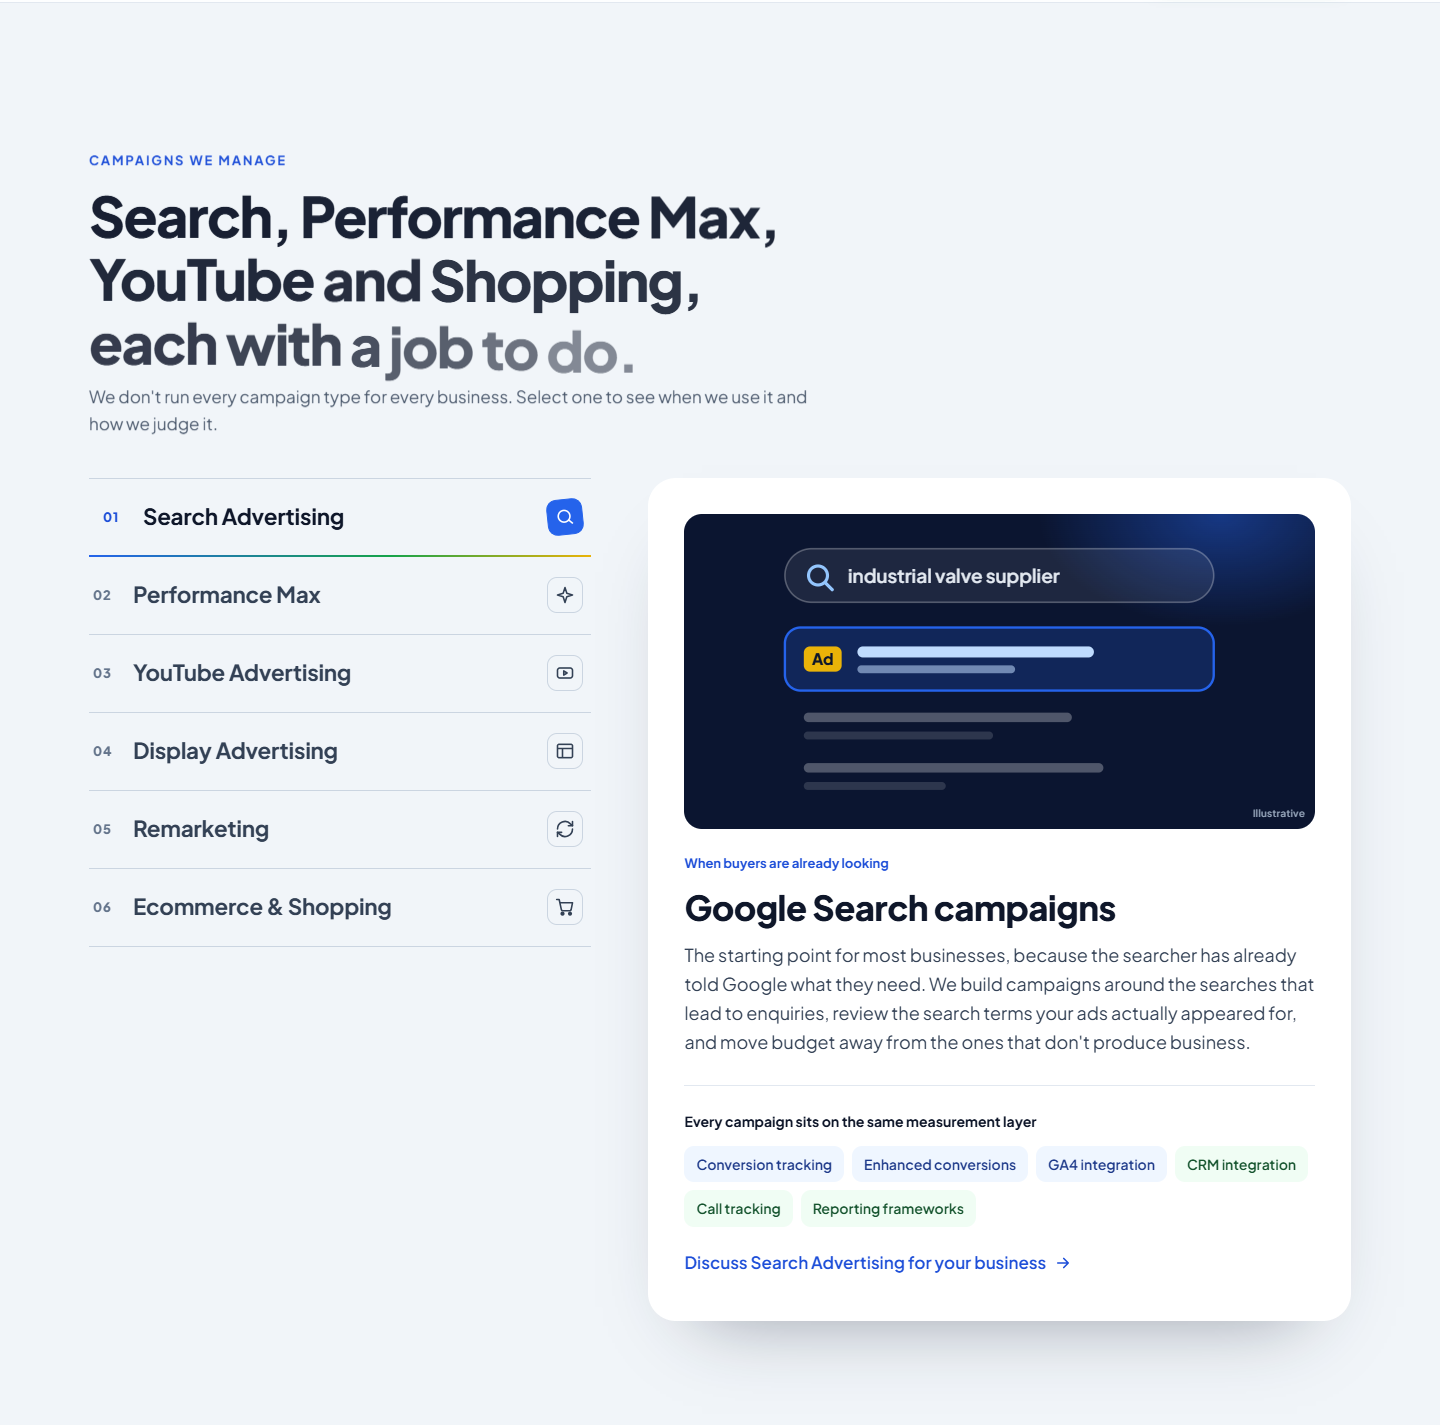 CAMPAIGNS WE MANAGE
Search, Performance Max,
YouTube and Shopping,
each with a job to do.
We don't run every campaign type for every business. Select one to see when we use it and
how we judge it.
01 Search Advertising
02 Performance Max
03 YouTube Advertising
04 Display Advertising
05 Remarketing
06 Ecommerce & Shopping
industrial valve supplier
Ad
Illustrative
When buyers are already looking
Google Search campaigns
The starting point for most businesses, because the searcher has already
told Google what they need. We build campaigns around the searches that
lead to enquiries, review the search terms your ads actually appeared for,
and move budget away from the ones that don't produce business.
Every campaign sits on the same measurement layer
Conversion tracking Enhanced conversions GA4 integration CRM integration
Call tracking Reporting frameworks
Discuss Search Advertising for your business →